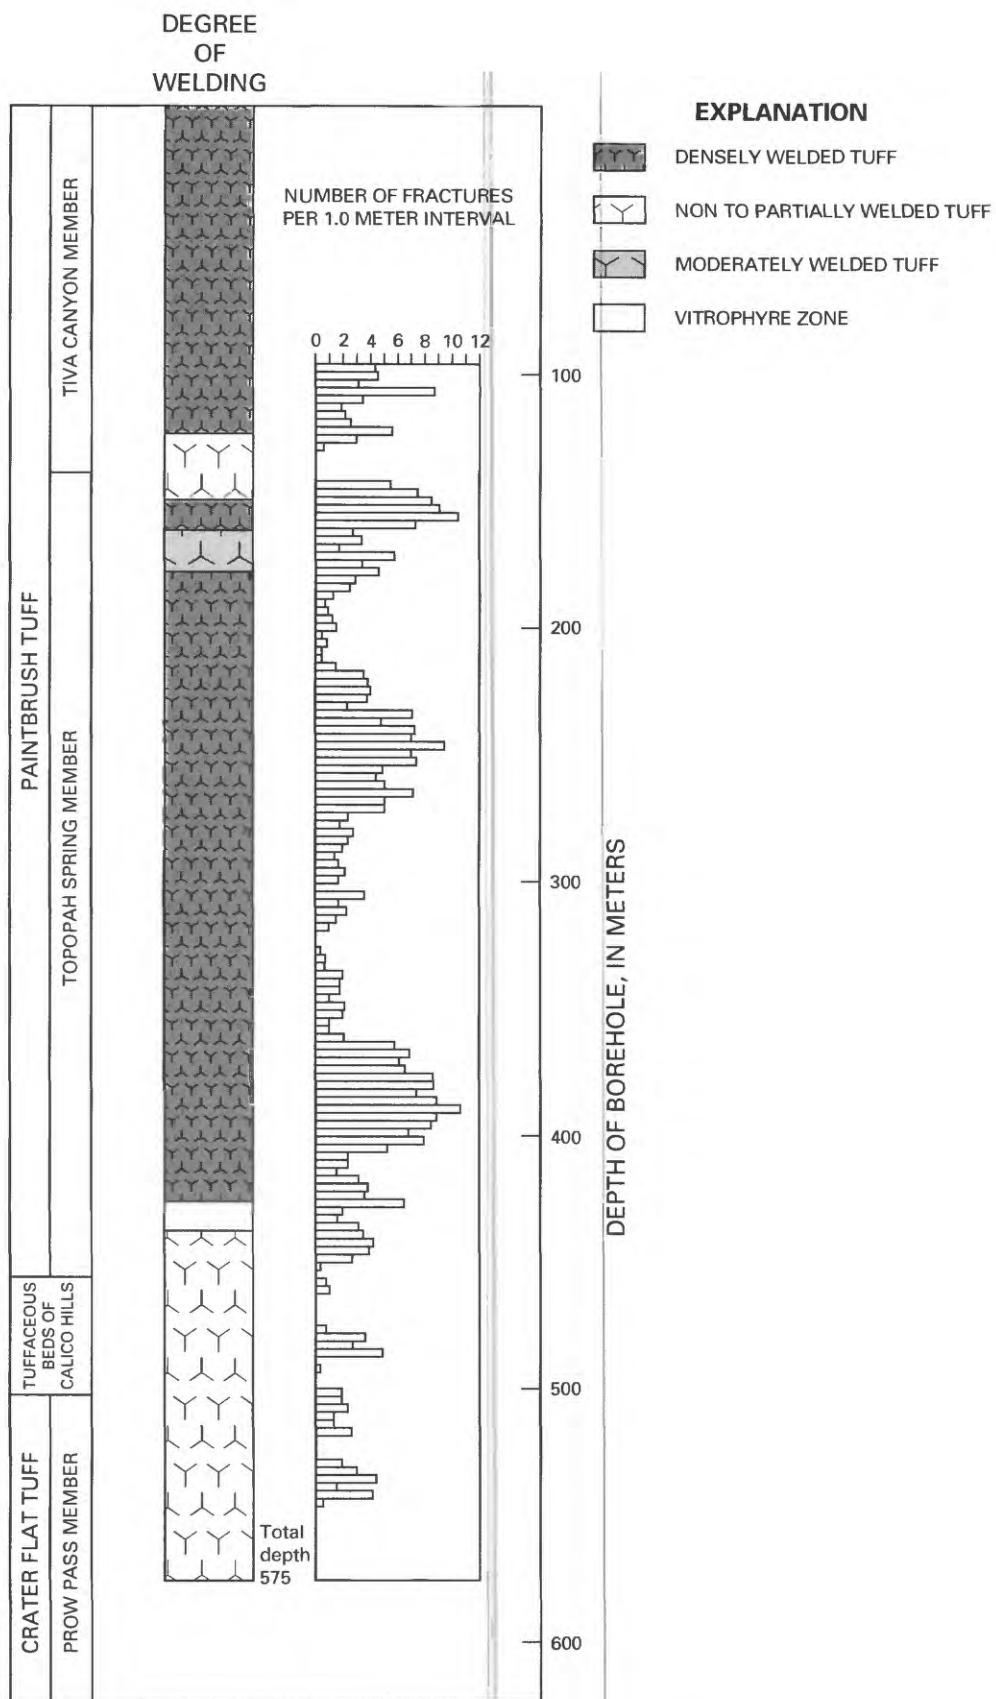 DEGREE
OF
WELDING
EXPLANATION
DENSELY WELDED TUFF
NON TO PARTIALLY WELDED TUFF
MODERATELY WELDED TUFF
VITROPHYRE ZONE
NUMBER OF FRACTURES
PER 1.0 METER INTERVAL
0 2 4 6 8 10 12
100
200
300
400
500
600
DEPTH OF BOREHOLE, IN METERS
PAINTBRUSH TUFF
TIVA CANYON MEMBER
TOPOPAH SPRING MEMBER
TUFFACEOUS
BEDS OF
CALICO HILLS
CRATER FLAT TUFF
PROW PASS MEMBER
Total
depth
575